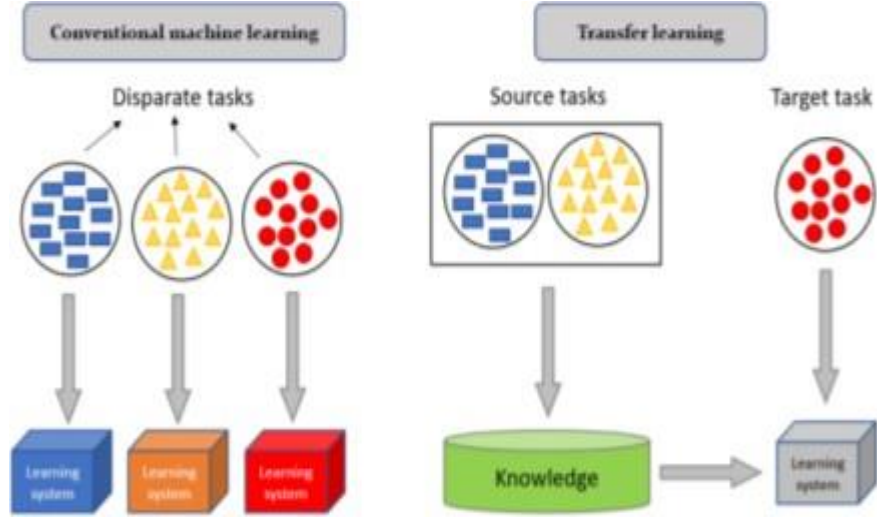 Conventional machine learning
Transfer learning
Disparate tasks
Source tasks
Target task
Learning
system
Learning
system
Learning
system
Knowledge
Learning
system